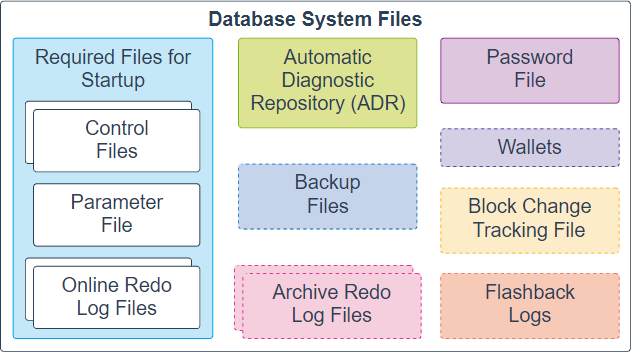 Database System Files
Required Files for
Startup
Control
Files
Parameter
File
Online Redo
Log Files
Automatic
Diagnostic
Repository (ADR)
Backup
Files
Archive Redo
Log Files
Password
File
Wallets
Block Change
Tracking File
Flashback
Logs